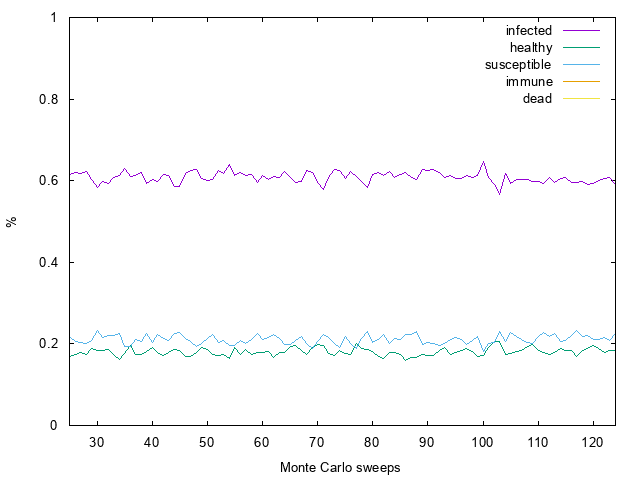 1
infected
healthy
susceptible
immune
dead
0.8
0.6
%
0.4
0.2
0
30 40 50 60 70 80 90 100 110 120
Monte Carlo sweeps